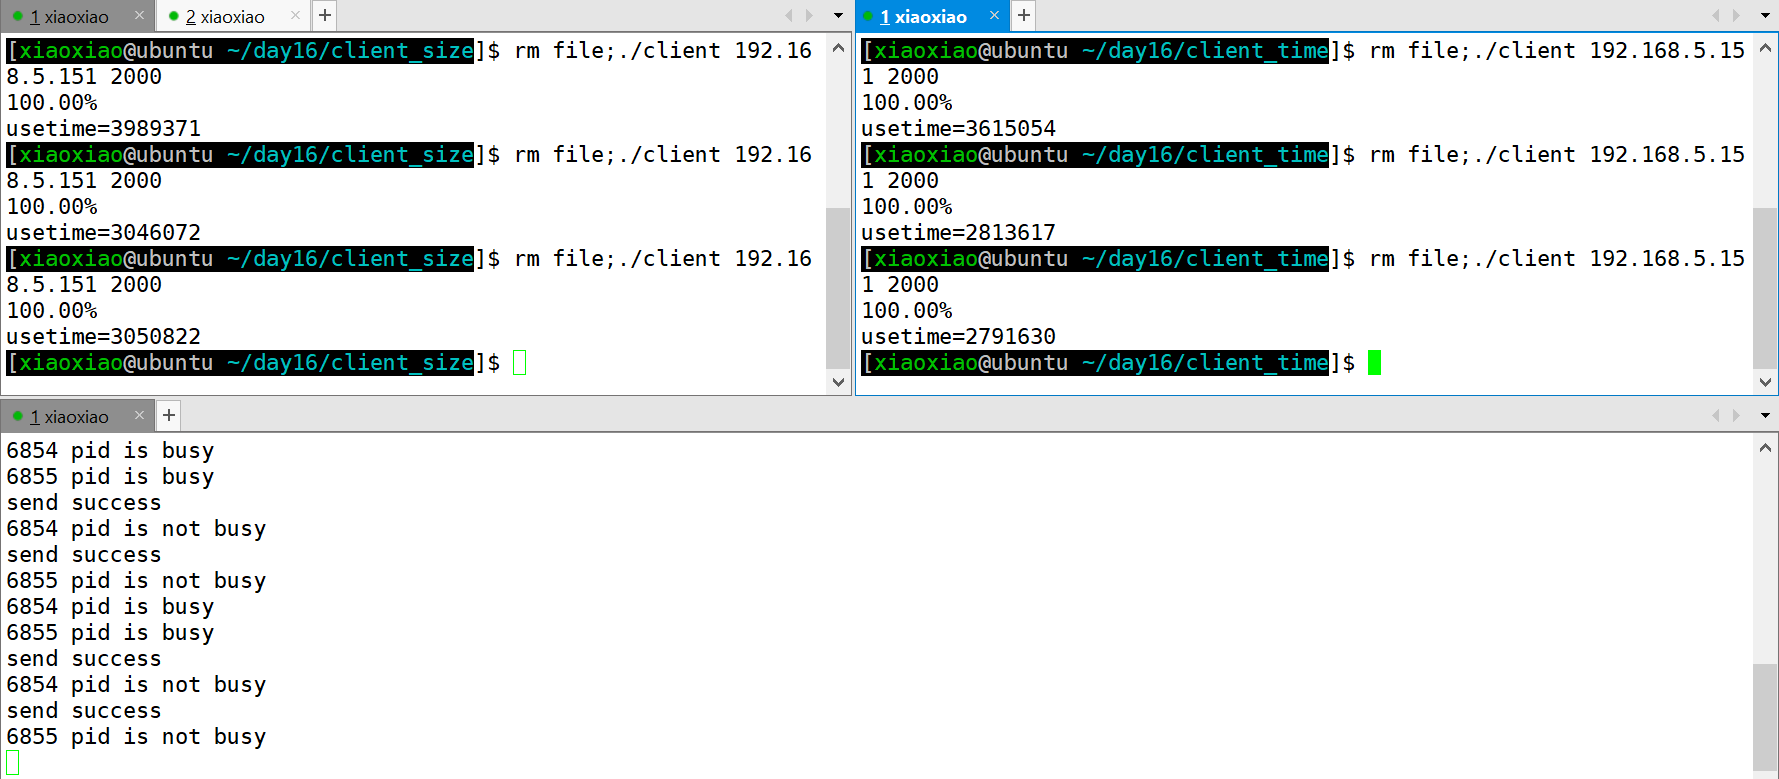 1 xiaoxiao × 2 xiaoxiao × +
[xiaoxiao@ubuntu ~/day16/client_size]$ rm file;./client 192.16
8.5.151 2000
100.00%
usetime=3989371
[xiaoxiao@ubuntu ~/day16/client_size]$ rm file;./client 192.16
8.5.151 2000
100.00%
usetime=3046072
[xiaoxiao@ubuntu ~/day16/client_size]$ rm file;./client 192.16
8.5.151 2000
100.00%
usetime=3050822
[xiaoxiao@ubuntu ~/day16/client_size]$
1 xiaoxiao × +
[xiaoxiao@ubuntu ~/day16/client_time]$ rm file;./client 192.168.5.15
1 2000
100.00%
usetime=3615054
[xiaoxiao@ubuntu ~/day16/client_time]$ rm file;./client 192.168.5.15
1 2000
100.00%
usetime=2813617
[xiaoxiao@ubuntu ~/day16/client_time]$ rm file;./client 192.168.5.15
1 2000
100.00%
usetime=2791630
[xiaoxiao@ubuntu ~/day16/client_time]$
1 xiaoxiao × +
6854 pid is busy
6855 pid is busy
send success
6854 pid is not busy
send success
6855 pid is not busy
6854 pid is busy
6855 pid is busy
send success
6854 pid is not busy
send success
6855 pid is not busy